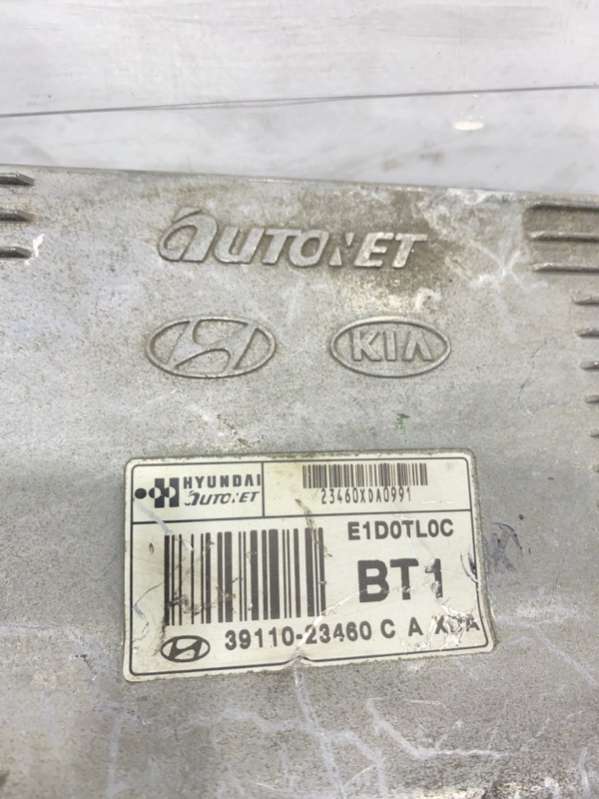 AUTONET
KIA
HYUNDAI
AUTONET
23460XDA0991
E1D0TL0C
BT1
39110-23460 C A XDA